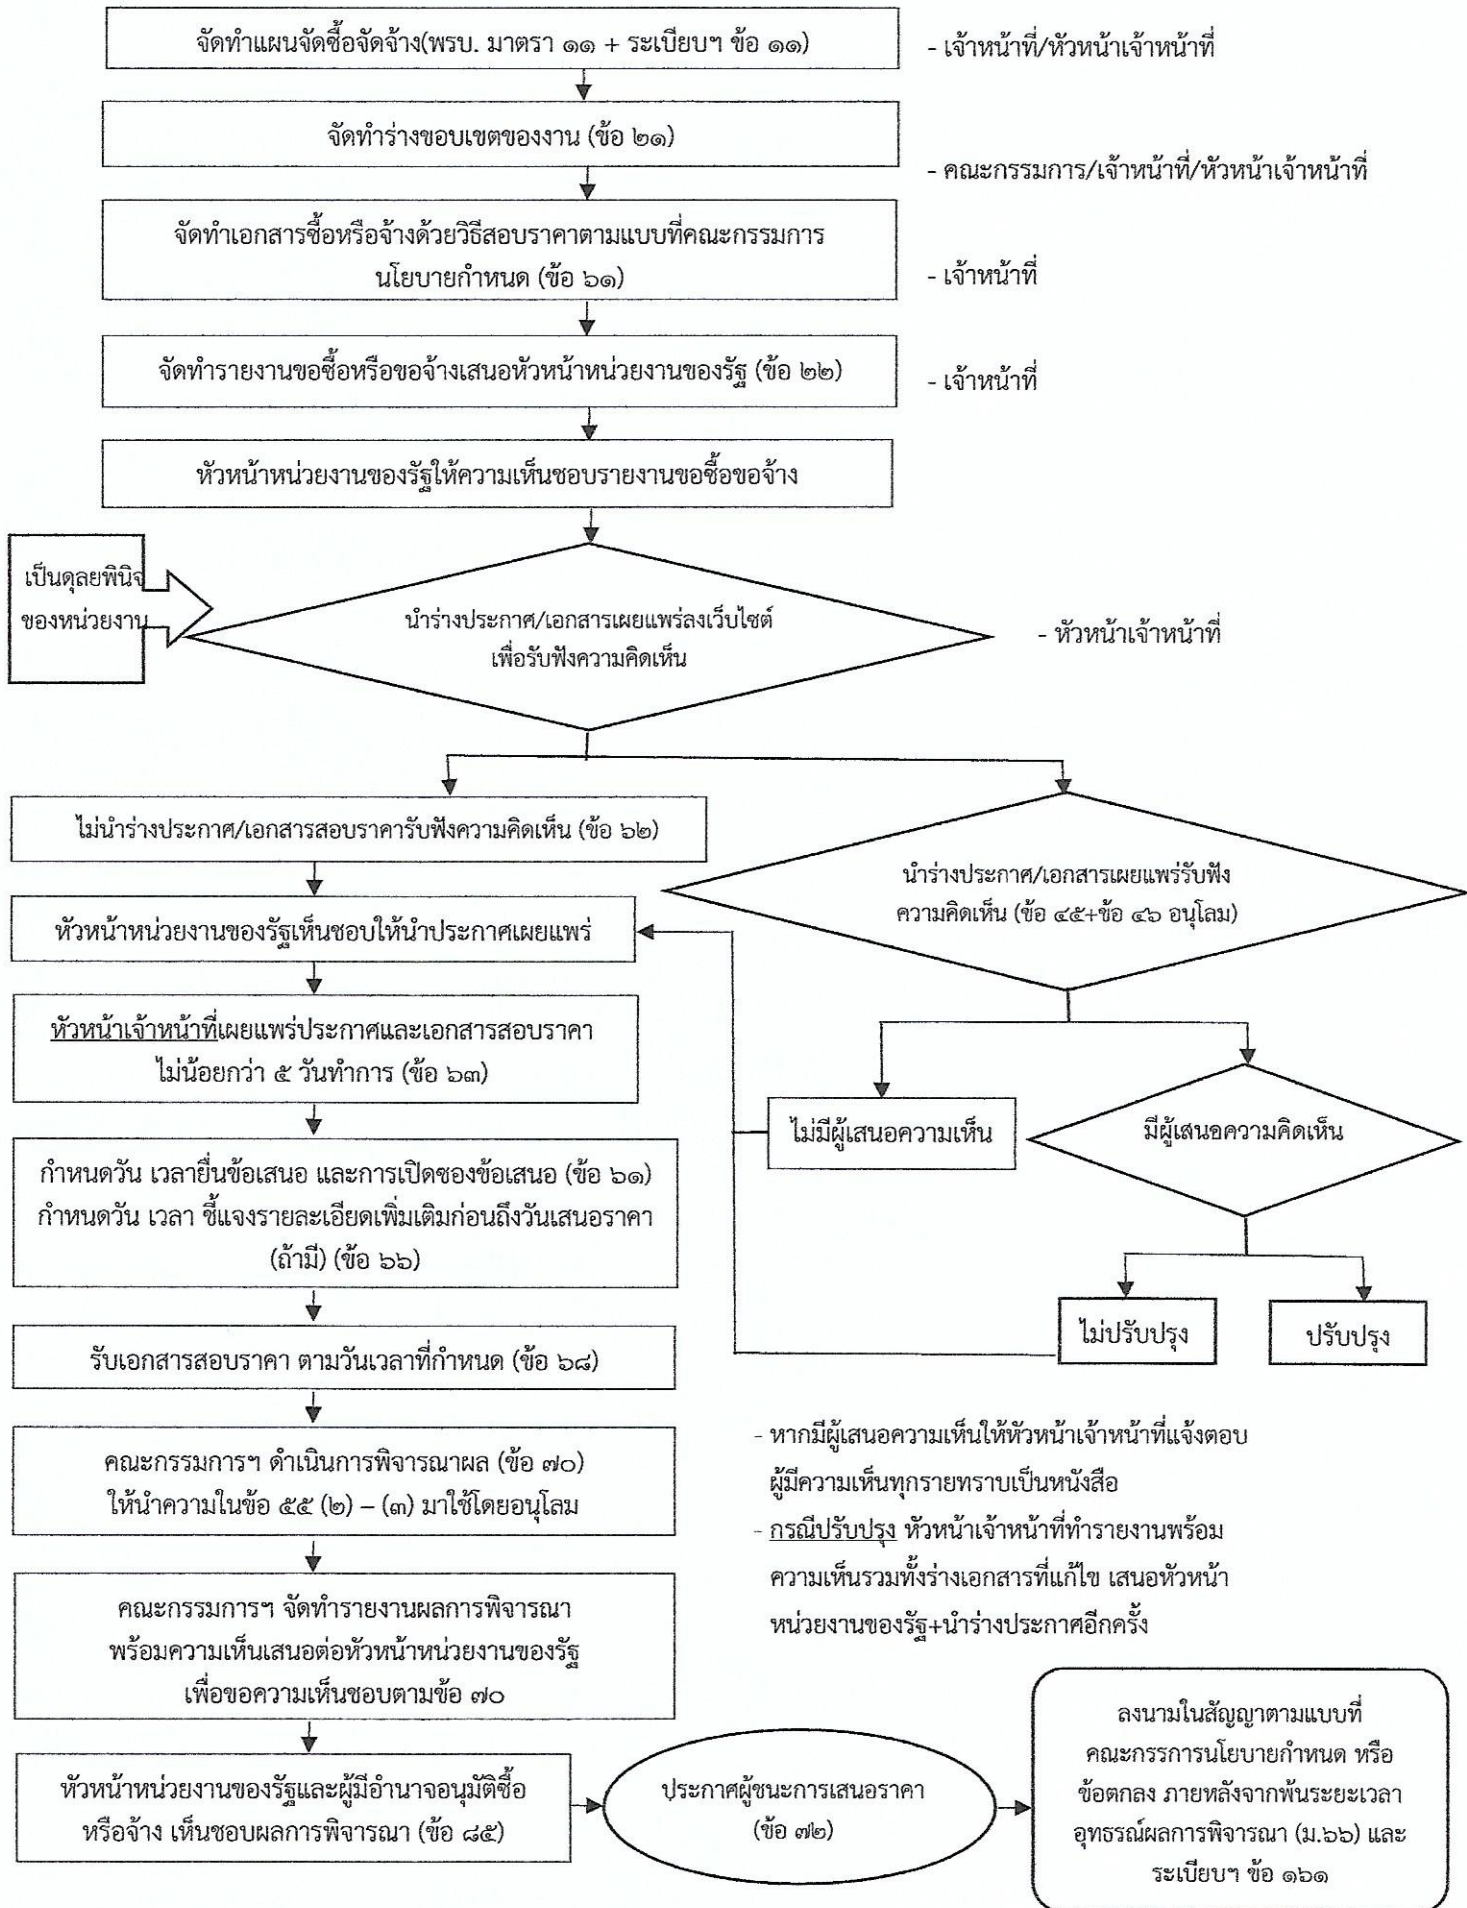 จัดทำแผนจัดซื้อจัดจ้าง(พรบ. มาตรา ๑๑ + ระเบียบฯ ข้อ ๑๑)
- เจ้าหน้าที่/หัวหน้าเจ้าหน้าที่
จัดทำร่างขอบเขตของงาน (ข้อ ๒๑)
- คณะกรรมการ/เจ้าหน้าที่/หัวหน้าเจ้าหน้าที่
จัดทำเอกสารซื้อหรือจ้างด้วยวิธีสอบราคาตามแบบที่คณะกรรมการ
นโยบายกำหนด (ข้อ ๖๑)
- เจ้าหน้าที่
จัดทำรายงานขอซื้อหรือขอจ้างเสนอหัวหน้าหน่วยงานของรัฐ (ข้อ ๒๒)
- เจ้าหน้าที่
หัวหน้าหน่วยงานของรัฐให้ความเห็นชอบรายงานขอซื้อขอจ้าง
เป็นดุลยพินิจ
ของหน่วยงาน
นำร่างประกาศ/เอกสารเผยแพร่ลงเว็บไซต์
เพื่อรับฟังความคิดเห็น
- หัวหน้าเจ้าหน้าที่
ไม่นำร่างประกาศ/เอกสารสอบราคารับฟังความคิดเห็น (ข้อ ๖๒)
นำร่างประกาศ/เอกสารเผยแพร่รับฟัง
ความคิดเห็น (ข้อ ๔๕+ข้อ ๔๖ อนุโลม)
หัวหน้าหน่วยงานของรัฐเห็นชอบให้นำประกาศเผยแพร่
หัวหน้าเจ้าหน้าที่เผยแพร่ประกาศและเอกสารสอบราคา
ไม่น้อยกว่า ๕ วันทำการ (ข้อ ๖๓)
ไม่มีผู้เสนอความเห็น
มีผู้เสนอความคิดเห็น
กำหนดวัน เวลายื่นข้อเสนอ และการเปิดซองข้อเสนอ (ข้อ ๖๑)
กำหนดวัน เวลา ชี้แจงรายละเอียดเพิ่มเติมก่อนถึงวันเสนอราคา
(ถ้ามี) (ข้อ ๖๖)
ไม่ปรับปรุง
ปรับปรุง
รับเอกสารสอบราคา ตามวันเวลาที่กำหนด (ข้อ ๖๘)
คณะกรรมการฯ ดำเนินการพิจารณาผล (ข้อ ๗๐)
ให้นำความในข้อ ๕๕ (๒) – (๓) มาใช้โดยอนุโลม
- หากมีผู้เสนอความเห็นให้หัวหน้าเจ้าหน้าที่แจ้งตอบ
ผู้มีความเห็นทุกรายทราบเป็นหนังสือ
- กรณีปรับปรุง หัวหน้าเจ้าหน้าที่ทำรายงานพร้อม
ความเห็นรวมทั้งร่างเอกสารที่แก้ไข เสนอหัวหน้า
หน่วยงานของรัฐ+นำร่างประกาศอีกครั้ง
คณะกรรมการฯ จัดทำรายงานผลการพิจารณา
พร้อมความเห็นเสนอต่อหัวหน้าหน่วยงานของรัฐ
เพื่อขอความเห็นชอบตามข้อ ๗๐
หัวหน้าหน่วยงานของรัฐและผู้มีอำนาจอนุมัติซื้อ
หรือจ้าง เห็นชอบผลการพิจารณา (ข้อ ๘๕)
ประกาศผู้ชนะการเสนอราคา
(ข้อ ๗๒)
ลงนามในสัญญาตามแบบที่
คณะกรรการนโยบายกำหนด หรือ
ข้อตกลง ภายหลังจากพ้นระยะเวลา
อุทธรณ์ผลการพิจารณา (ม.๖๖) และ
ระเบียบฯ ข้อ ๑๖๑